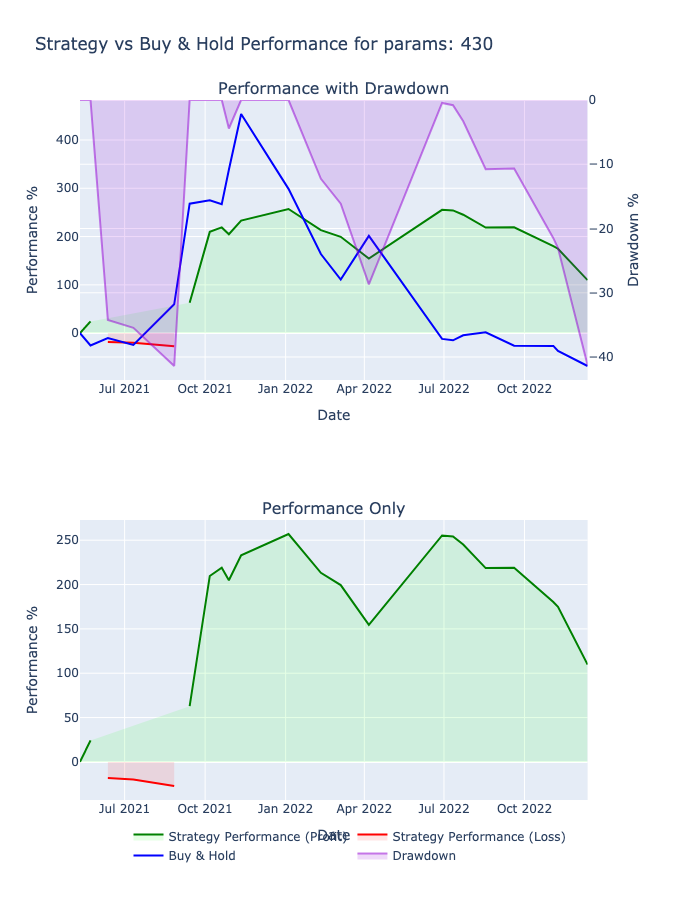 Strategy vs Buy & Hold Performance for params: 430
Performance with Drawdown
400
300
200
100
0
Performance %
0
−10
−20
−30
−40
Drawdown %
Jul 2021
Oct 2021
Jan 2022
Apr 2022
Jul 2022
Oct 2022
Date
Performance Only
250
200
150
100
50
0
Performance %
Jul 2021
Oct 2021
Jan 2022
Apr 2022
Jul 2022
Oct 2022
Date
Strategy Performance (Profit)
Strategy Performance (Loss)
Buy & Hold
Drawdown